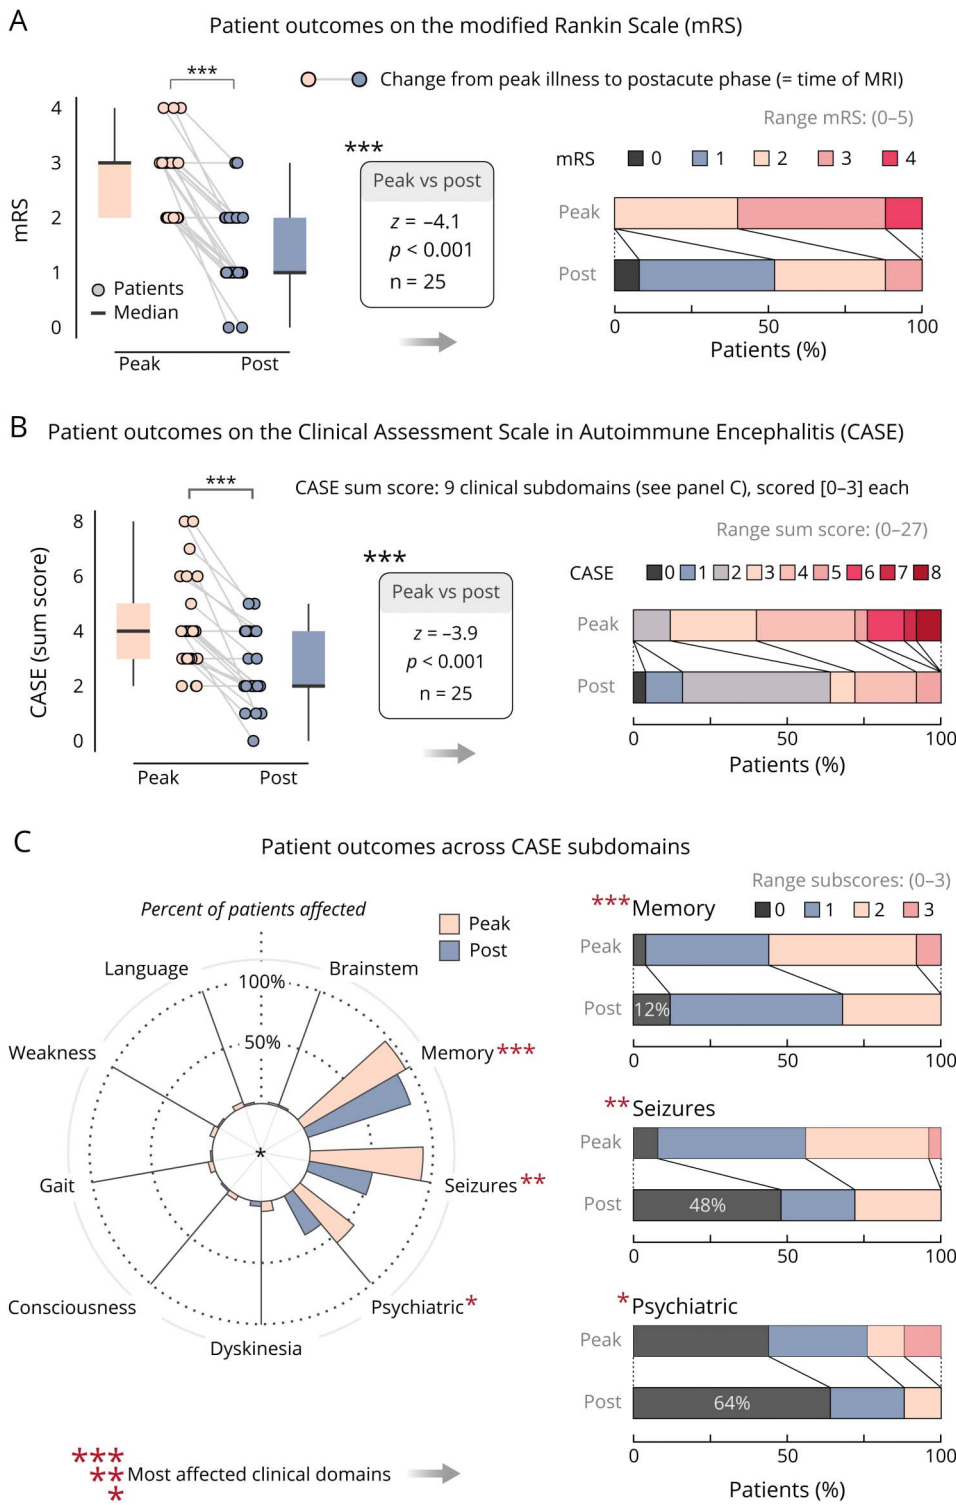 A
Patient outcomes on the modified Rankin Scale (mRS)
***
Change from peak illness to postacute phase (= time of MRI)
Range mRS: (0–5)
mRS
4
3
2
1
0
Patients
Median
Peak
Post
***
Peak vs post
z = –4.1
p < 0.001
n = 25
mRS 0 1 2 3 4
Peak
Post
0 50 100
Patients (%)
B
Patient outcomes on the Clinical Assessment Scale in Autoimmune Encephalitis (CASE)
***
CASE sum score: 9 clinical subdomains (see panel C), scored [0–3] each
Range sum score: (0–27)
CASE (sum score)
8
6
4
2
0
Peak
Post
***
Peak vs post
z = –3.9
p < 0.001
n = 25
CASE 0 1 2 3 4 5 6 7 8
Peak
Post
0 50 100
Patients (%)
C
Patient outcomes across CASE subdomains
Percent of patients affected
Peak
Post
Language
Brainstem
100%
50%
Weakness
Memory ***
*
Gait
Seizures **
Consciousness
Psychiatric *
Dyskinesia
***
**
*
Most affected clinical domains
Range subscores: (0–3)
*** Memory 0 1 2 3
Peak
Post 12%
0 50 100
** Seizures
Peak
Post 48%
0 50 100
* Psychiatric
Peak
Post 64%
0 50 100
Patients (%)